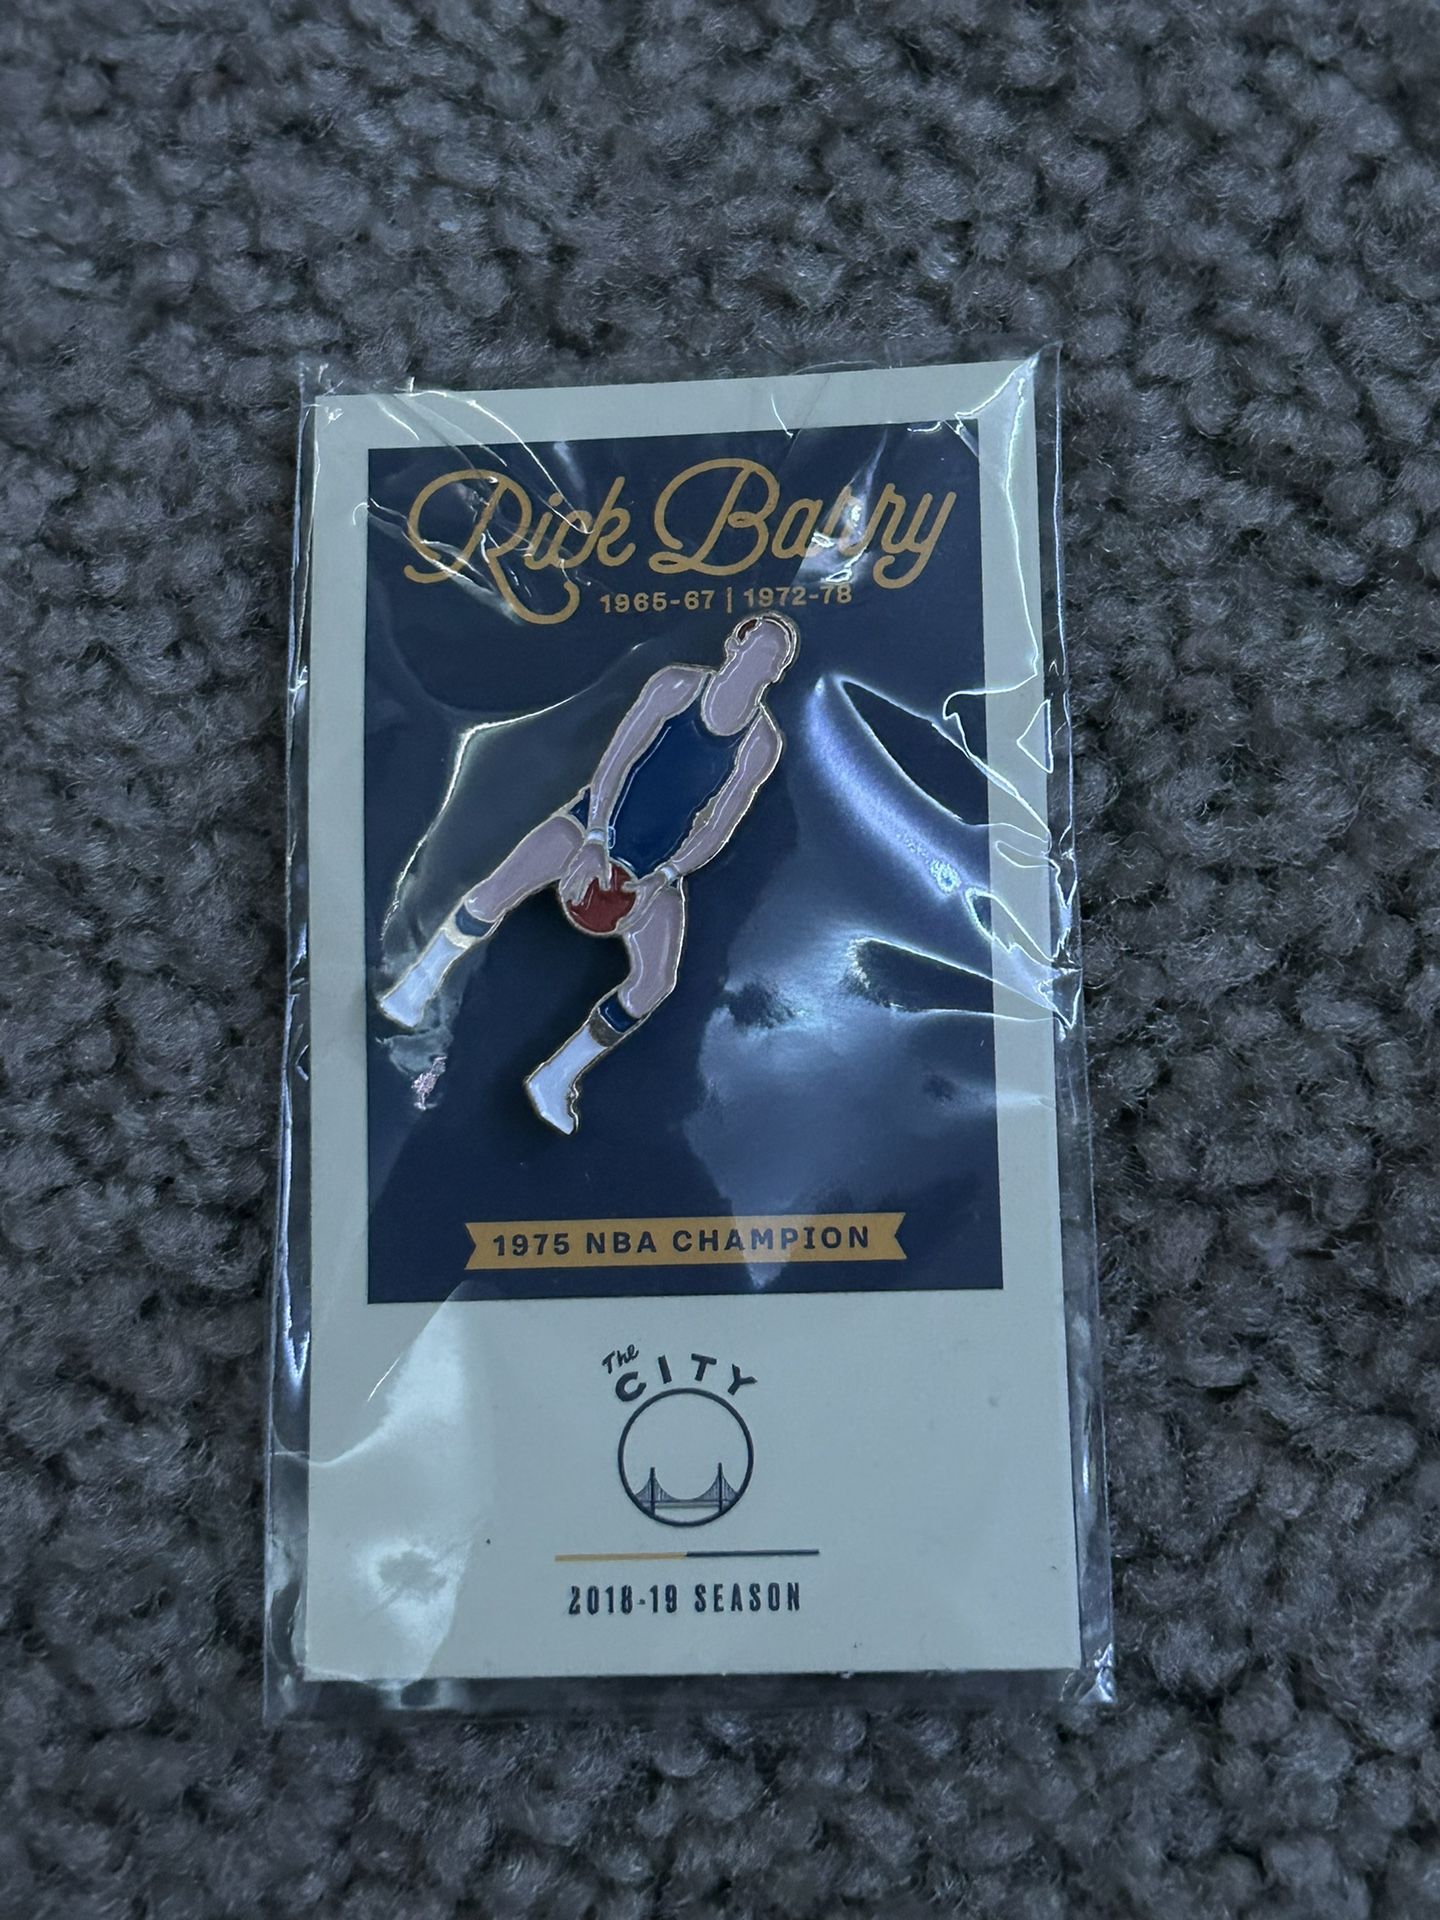 Rick Barry
1965-67 | 1972-78
1975 NBA CHAMPION
The
CITY
2018-19 SEASON